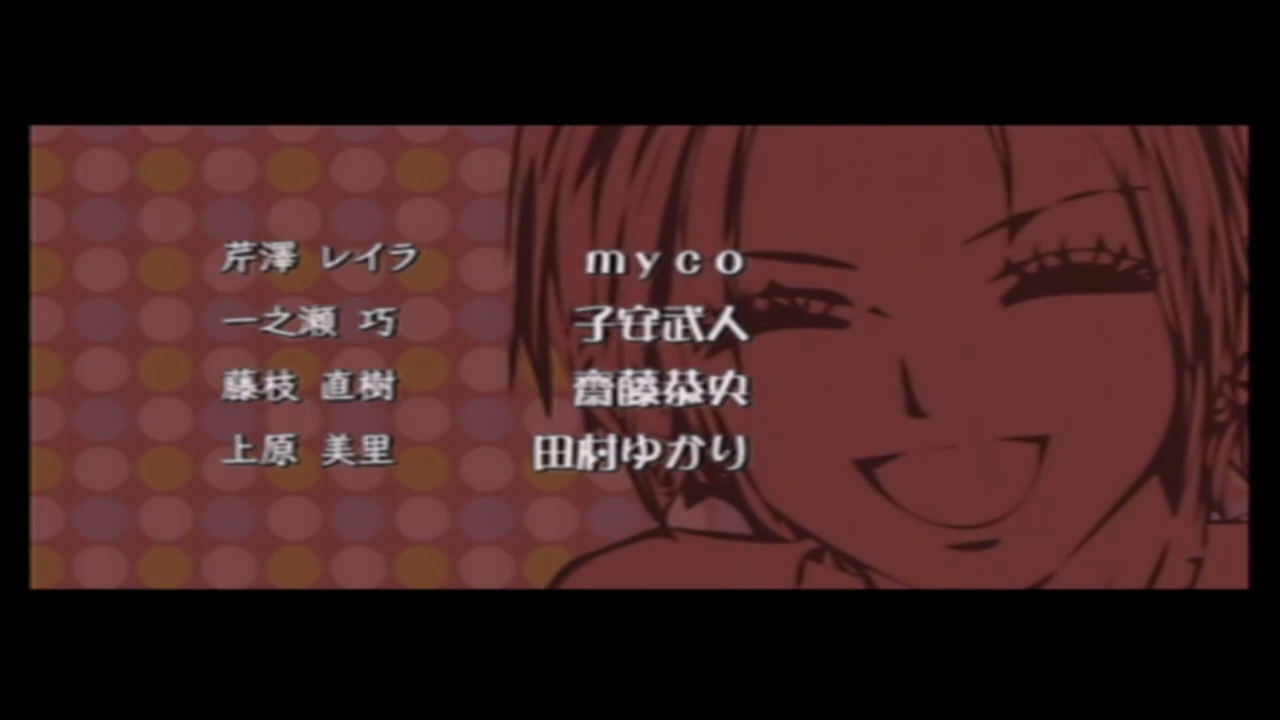 芹澤 レイラ myco
一之瀬 巧 子安武人
藤枝 直樹 齋藤恭央
上原 美里 田村ゆかり